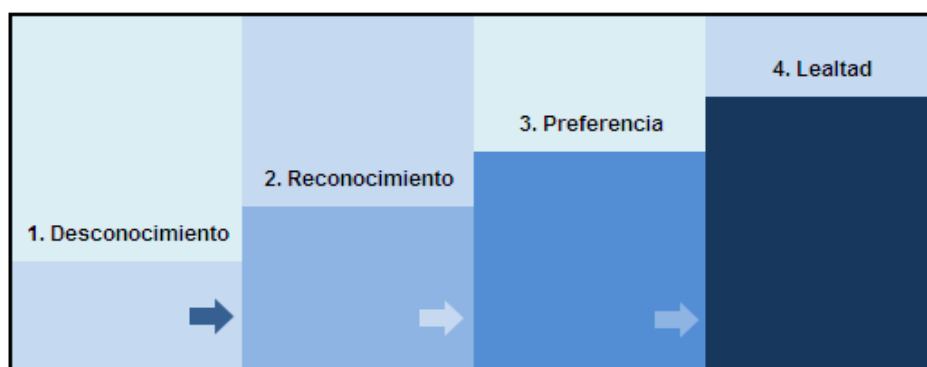 1. Desconocimiento
2. Reconocimiento
3. Preferencia
4. Lealtad